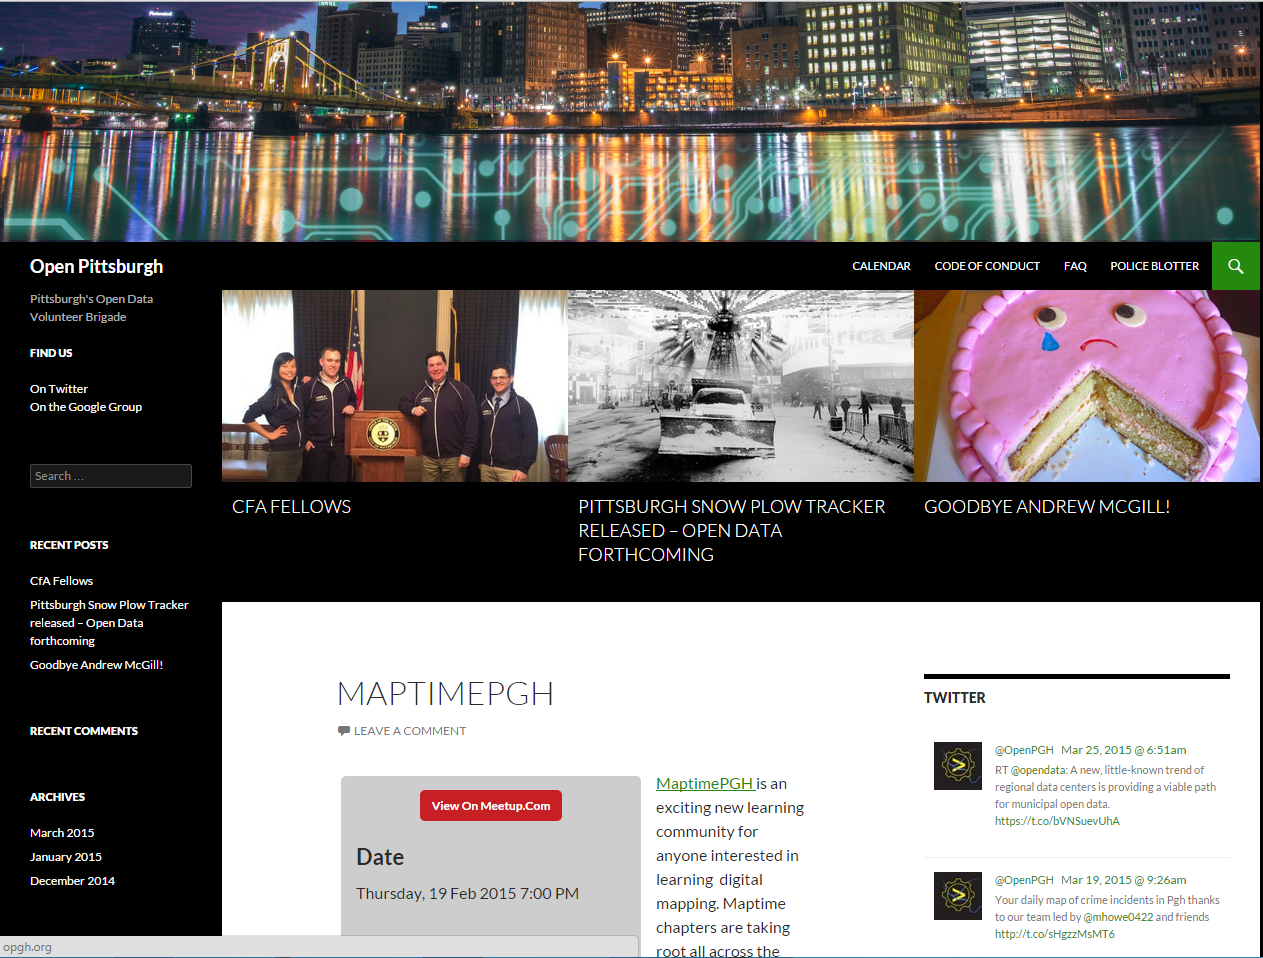 Open Pittsburgh
CALENDAR
CODE OF CONDUCT
FAQ
POLICE BLOTTER
Pittsburgh's Open Data
Volunteer Brigade
FIND US
On Twitter
On the Google Group
Search ...
RECENT POSTS
CfA Fellows
Pittsburgh Snow Plow Tracker
released – Open Data
forthcoming
Goodbye Andrew McGill!
RECENT COMMENTS
ARCHIVES
March 2015
January 2015
December 2014
CFA FELLOWS
PITTSBURGH SNOW PLOW TRACKER
RELEASED – OPEN DATA
FORTHCOMING
GOODBYE ANDREW MCGILL!
MAPTIMEPGH
LEAVE A COMMENT
View On Meetup.Com
Date
Thursday, 19 Feb 2015 7:00 PM
MaptimePGH is an
exciting new learning
community for
anyone interested in
learning digital
mapping. Maptime
chapters are taking
root all across the
TWITTER
@OpenPGH Mar 25, 2015 @ 6:51am
RT @opendata: A new, little-known trend of
regional data centers is providing a viable path
for municipal open data.
https://t.co/bVNSuevUhA
@OpenPGH Mar 19, 2015 @ 9:26am
Your daily map of crime incidents in Pgh thanks
to our team led by @mhowe0422 and friends
http://t.co/sHgzzMsMT6
opgh.org